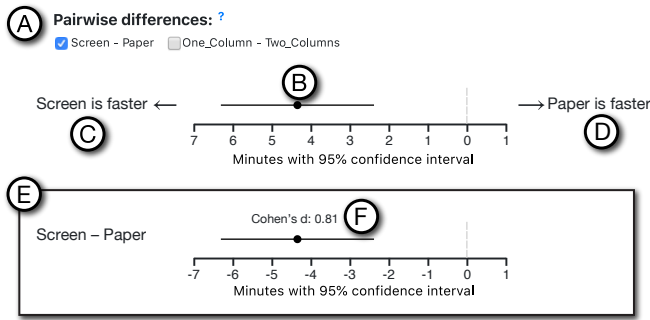 A Pairwise differences: ?
Screen - Paper One_Column - Two_Columns
B
Screen is faster ← → Paper is faster
C D
7 6 5 4 3 2 1 0 1
Minutes with 95% confidence interval
E
Cohen's d: 0.81 F
Screen – Paper
-7 -6 -5 -4 -3 -2 -1 0 1
Minutes with 95% confidence interval